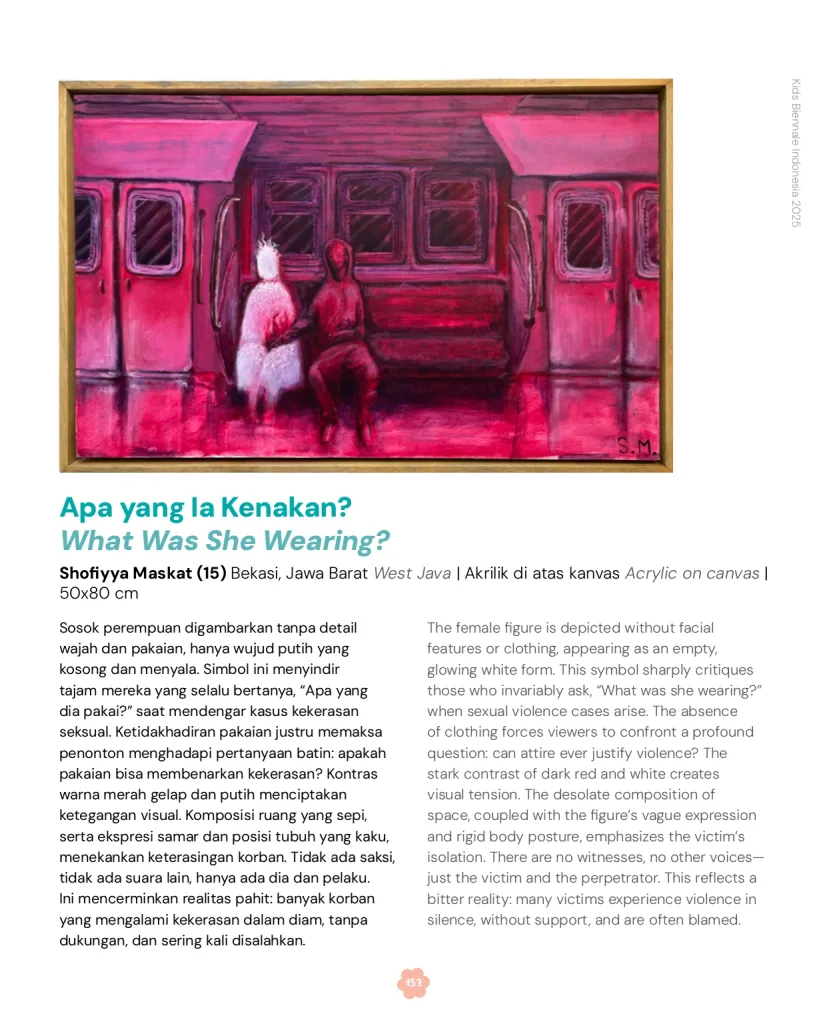 Kids Biennale Indonesia 2025
S.M.
Apa yang Ia Kenakan?
What Was She Wearing?
Shofiyya Maskat (15) Bekasi, Jawa Barat West Java | Akrilik di atas kanvas Acrylic on canvas |
50x80 cm
Sosok perempuan digambarkan tanpa detail
wajah dan pakaian, hanya wujud putih yang
kosong dan menyala. Simbol ini menyindir
tajam mereka yang selalu bertanya, “Apa yang
dia pakai?” saat mendengar kasus kekerasan
seksual. Ketidakhadiran pakaian justru memaksa
penonton menghadapi pertanyaan batin: apakah
pakaian bisa membenarkan kekerasan? Kontras
warna merah gelap dan putih menciptakan
ketegangan visual. Komposisi ruang yang sepi,
serta ekspresi samar dan posisi tubuh yang kaku,
menekankan keterasingan korban. Tidak ada saksi,
tidak ada suara lain, hanya ada dia dan pelaku.
Ini mencerminkan realitas pahit: banyak korban
yang mengalami kekerasan dalam diam, tanpa
dukungan, dan sering kali disalahkan.
The female figure is depicted without facial
features or clothing, appearing as an empty,
glowing white form. This symbol sharply critiques
those who invariably ask, “What was she wearing?”
when sexual violence cases arise. The absence
of clothing forces viewers to confront a profound
question: can attire ever justify violence? The
stark contrast of dark red and white creates
visual tension. The desolate composition of
space, coupled with the figure’s vague expression
and rigid body posture, emphasizes the victim’s
isolation. There are no witnesses, no other voices—
just the victim and the perpetrator. This reflects a
bitter reality: many victims experience violence in
silence, without support, and are often blamed.
153